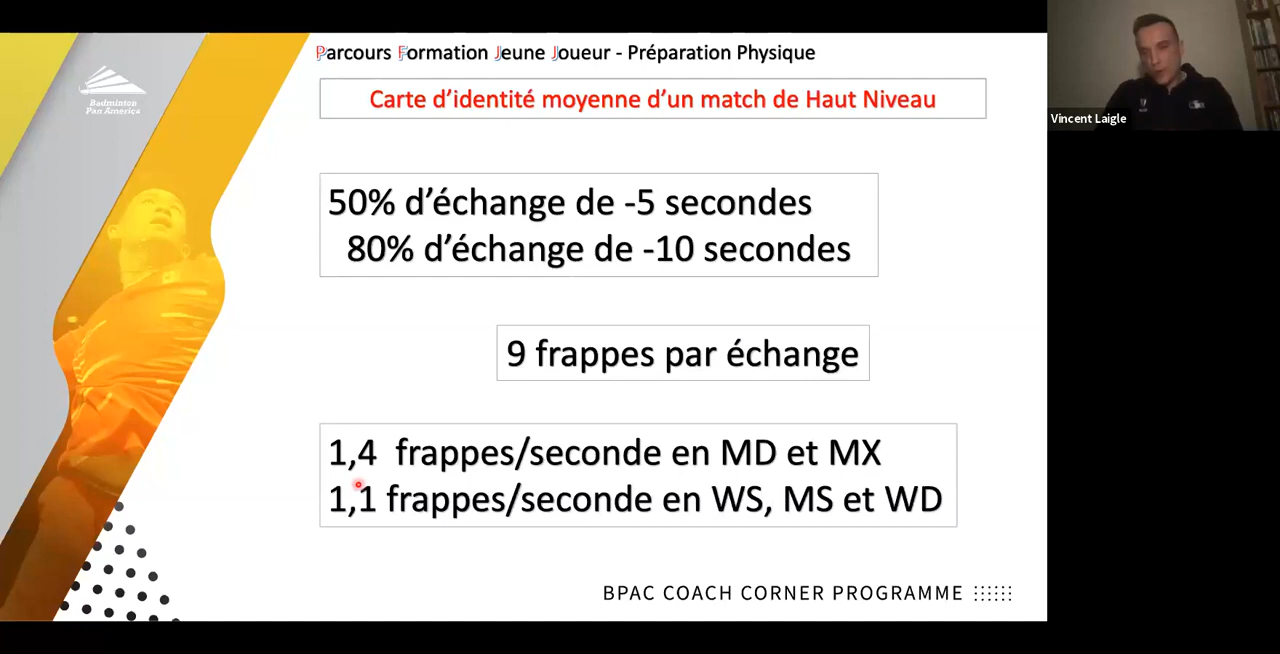 Parcours Formation Jeune Joueur - Préparation Physique
Carte d’identité moyenne d’un match de Haut Niveau
Badminton
Pan America
Vincent Laigle
50% d’échange de -5 secondes
80% d’échange de -10 secondes
9 frappes par échange
1,4 frappes/seconde en MD et MX
1,1 frappes/seconde en WS, MS et WD
BPAC COACH CORNER PROGRAMME